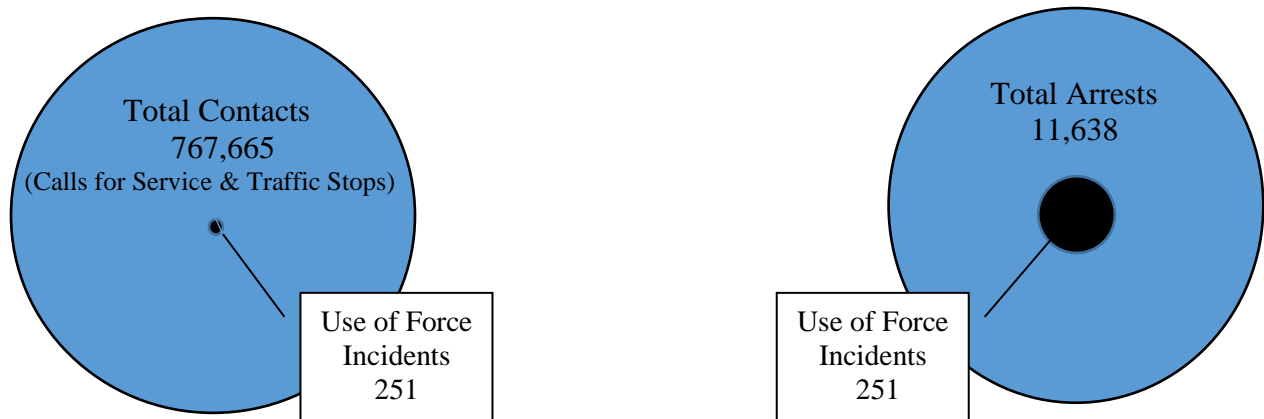 Total Contacts
767,665
(Calls for Service & Traffic Stops)
Use of Force
Incidents
251
Total Arrests
11,638
Use of Force
Incidents
251